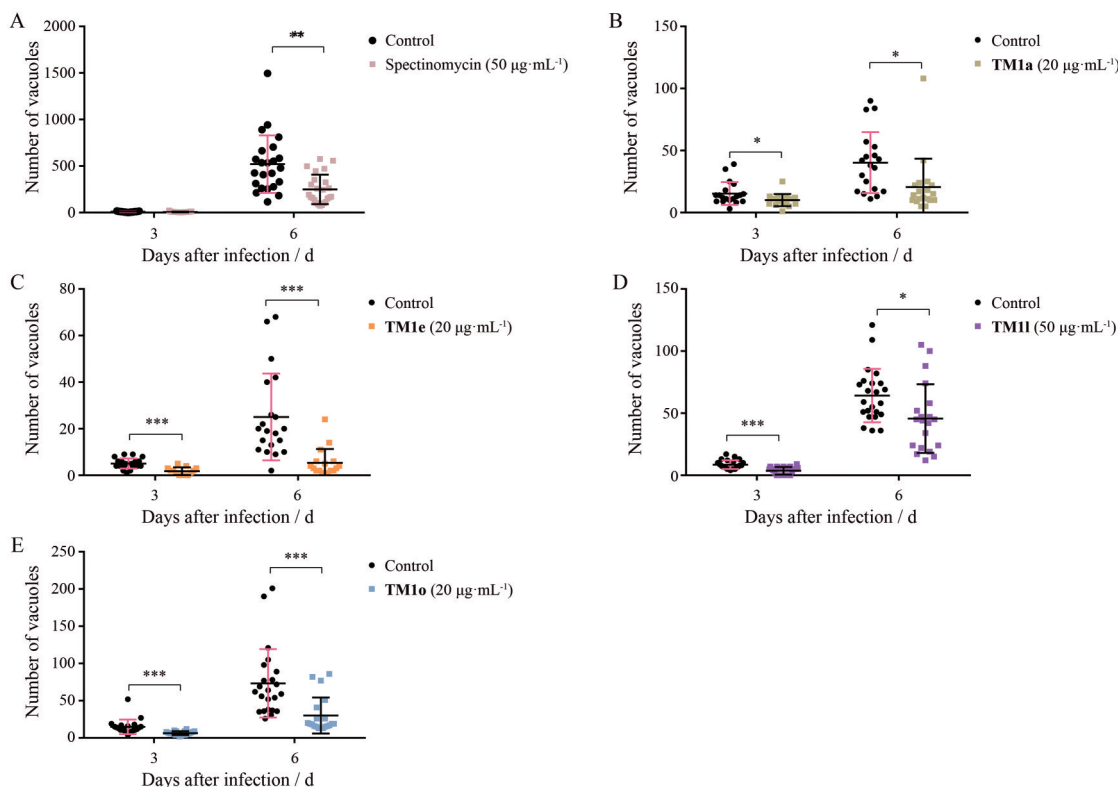 A
Number of vacuoles
2000
1500
1000
500
0
**
Control
Spectinomycin (50 μg·mL⁻¹)
3
6
Days after infection / d
B
Number of vacuoles
150
100
50
0
*
*
Control
TM1a (20 μg·mL⁻¹)
3
6
Days after infection / d
C
Number of vacuoles
80
60
40
20
0
***
***
Control
TM1e (20 μg·mL⁻¹)
3
6
Days after infection / d
D
Number of vacuoles
150
100
50
0
***
*
Control
TM1l (50 μg·mL⁻¹)
3
6
Days after infection / d
E
Number of vacuoles
250
200
150
100
50
0
***
***
Control
TM1o (20 μg·mL⁻¹)
3
6
Days after infection / d